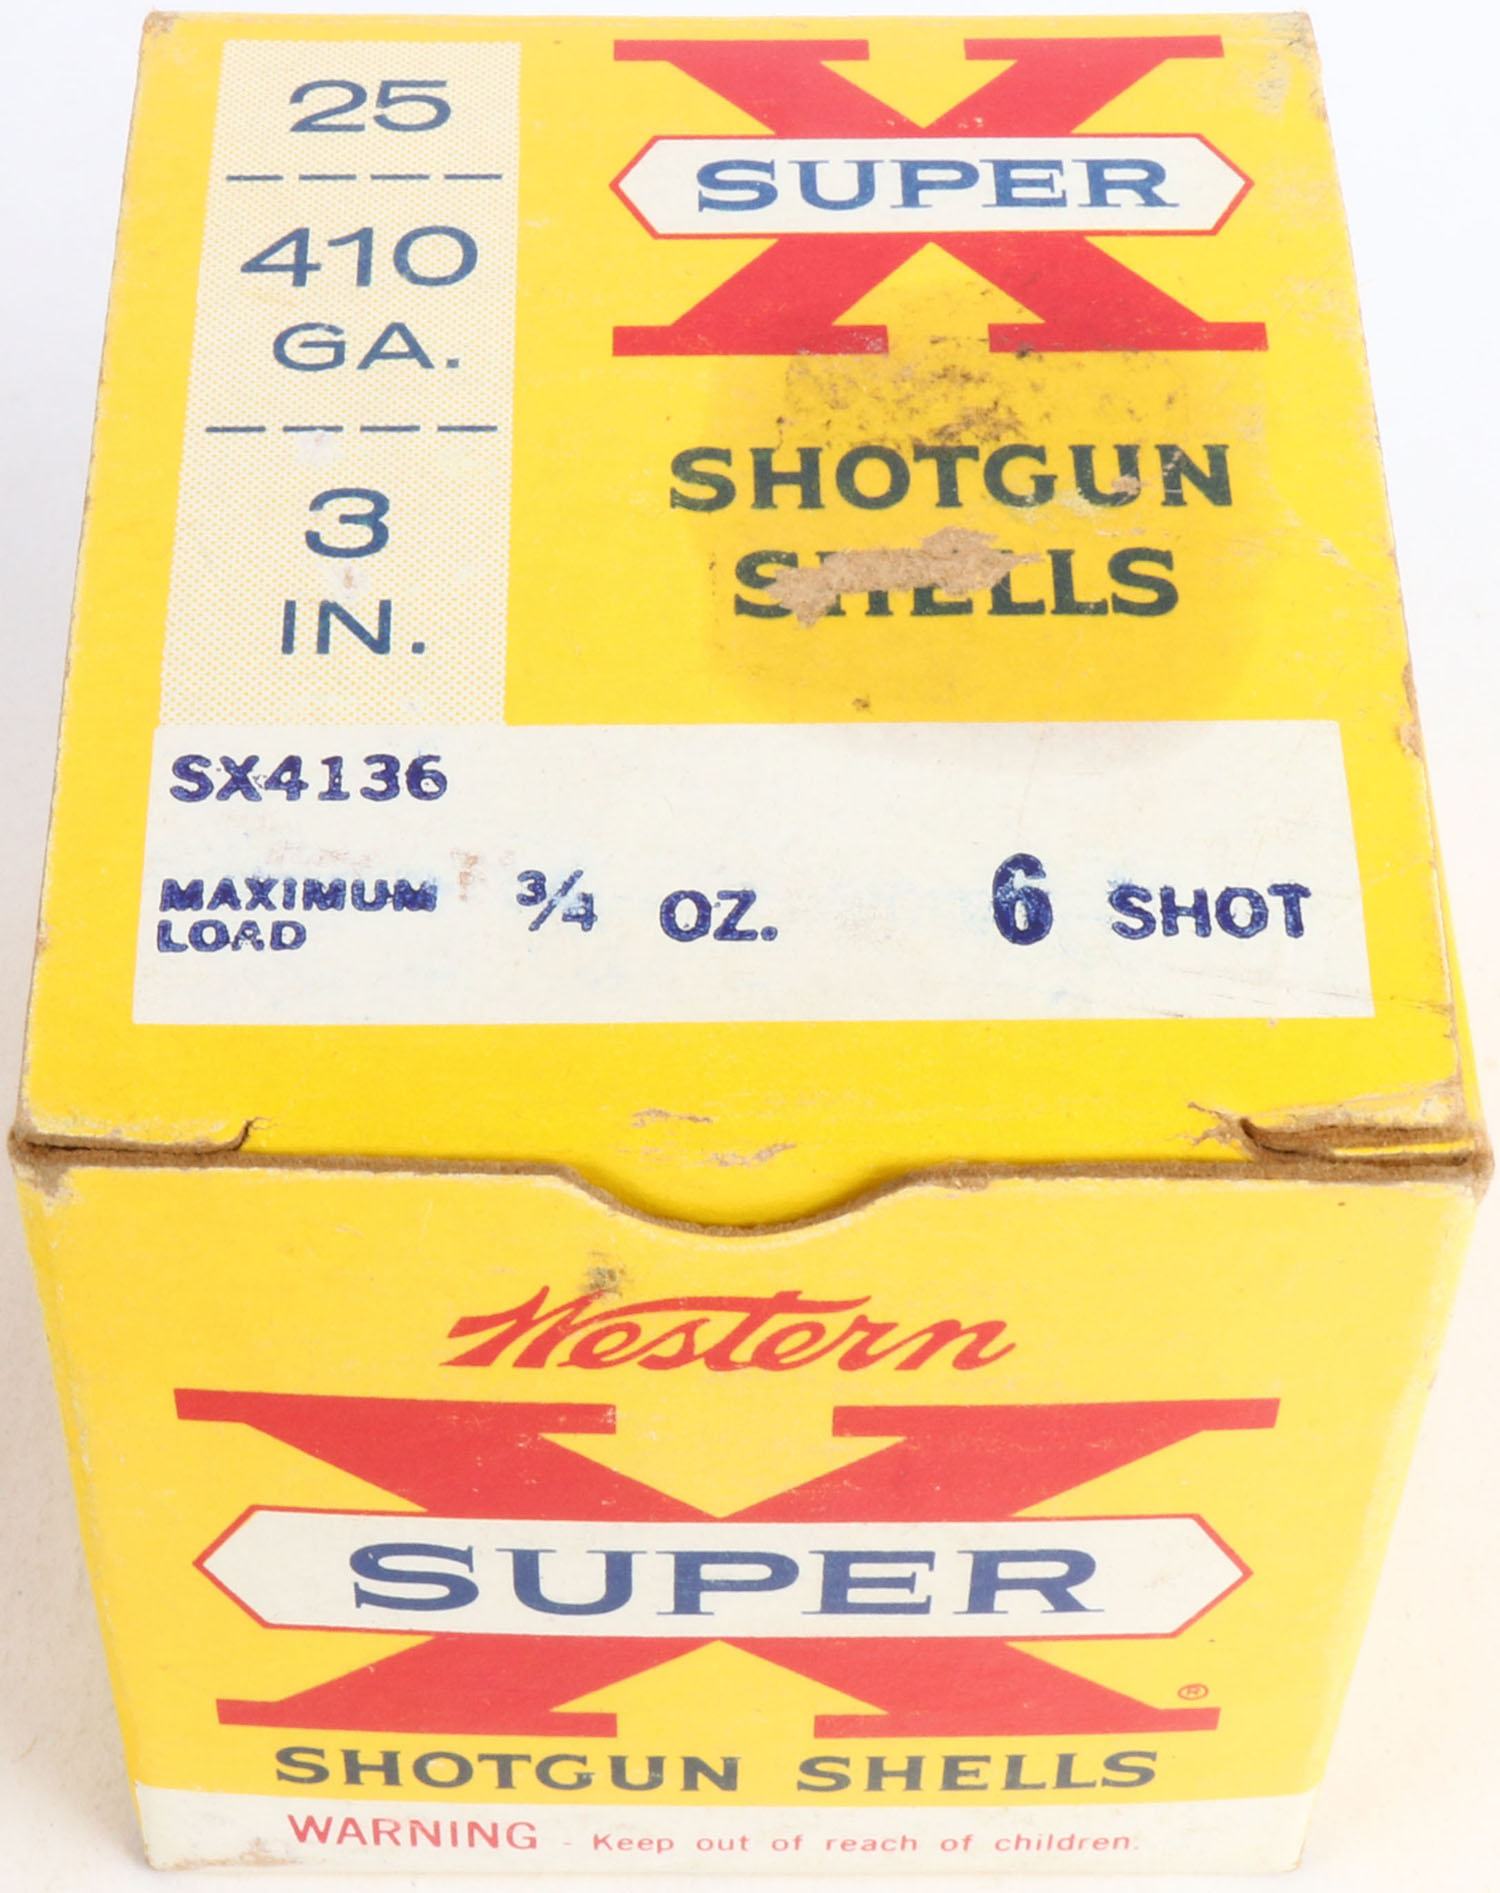 25
410
GA.
3
IN.
X
SUPER
SHOTGUN
SHELLS
SX4136
MAXIMUM LOAD 3/4 OZ. 6 SHOT
Western
X
SUPER
®
SHOTGUN SHELLS
WARNING - Keep out of reach of children.